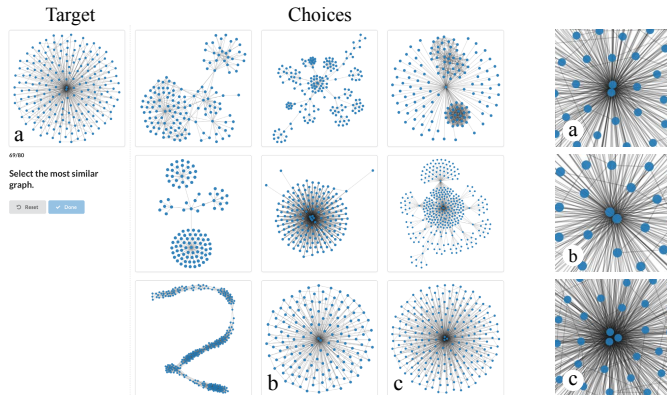 Target
Choices
a
69/80
Select the most similar
graph.
Reset
Done
b
c
a
b
c